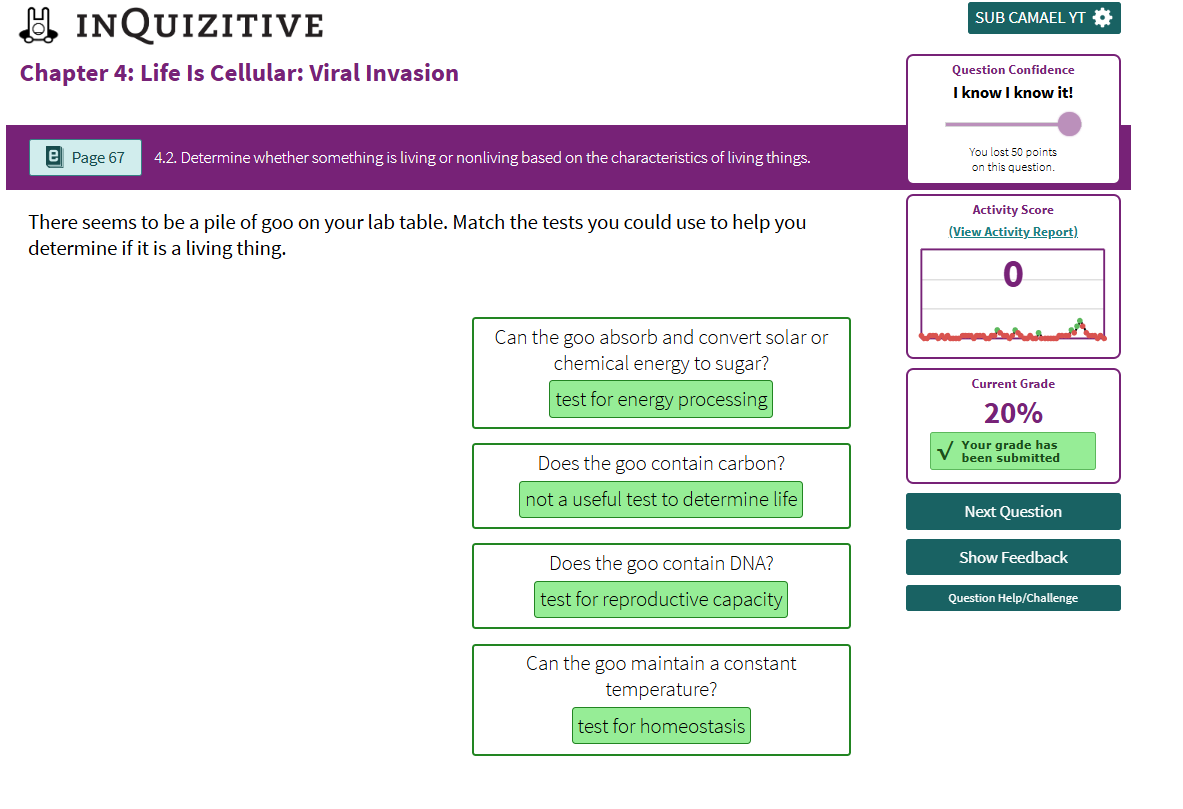 INQUIZITIVE
SUB CAMAEL YT
Chapter 4: Life Is Cellular: Viral Invasion
Question Confidence
I know I know it!
You lost 50 points
on this question.
e Page 67
4.2. Determine whether something is living or nonliving based on the characteristics of living things.
There seems to be a pile of goo on your lab table. Match the tests you could use to help you
determine if it is a living thing.
Can the goo absorb and convert solar or
chemical energy to sugar?
test for energy processing
Does the goo contain carbon?
not a useful test to determine life
Does the goo contain DNA?
test for reproductive capacity
Can the goo maintain a constant
temperature?
test for homeostasis
Activity Score
(View Activity Report)
0
Current Grade
20%
√ Your grade has
been submitted
Next Question
Show Feedback
Question Help/Challenge